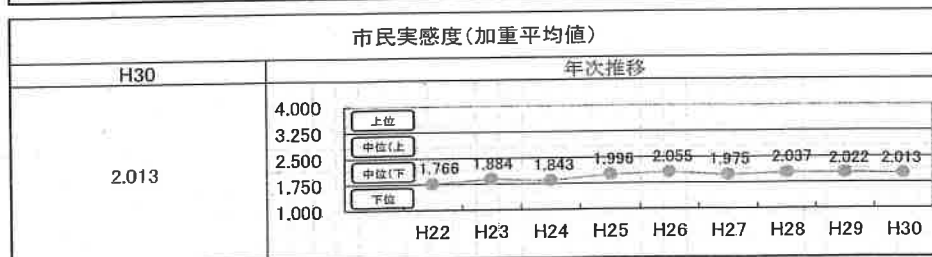 市民実感度(加重平均値)
H30
年次推移
2.013
4.000
3.250
2.500
1.750
1.000
上位
中位(上
中位(下
下位
1.766 1.884 1.843 1.996 2.055 1.975 2.037 2.022 2.013
H22 H23 H24 H25 H26 H27 H28 H29 H30